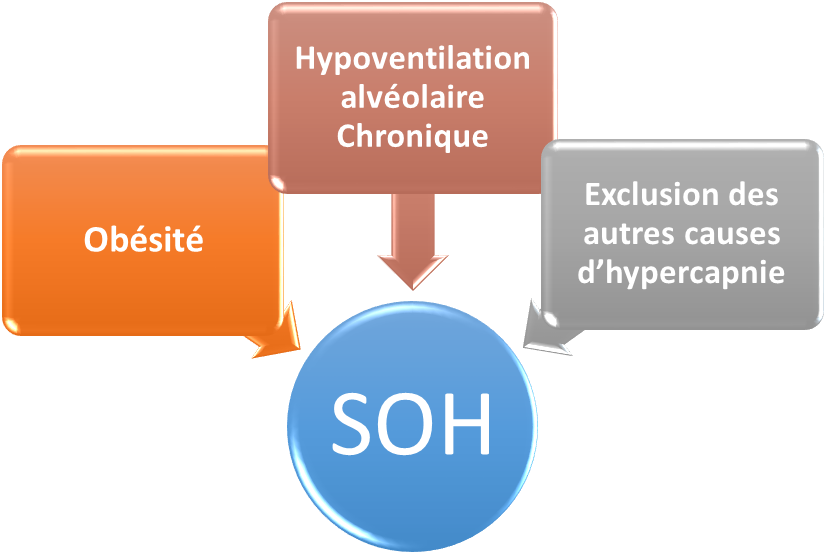 Hypoventilation
alvéolaire
Chronique
Obésité
Exclusion des
autres causes
d’hypercapnie
SOH